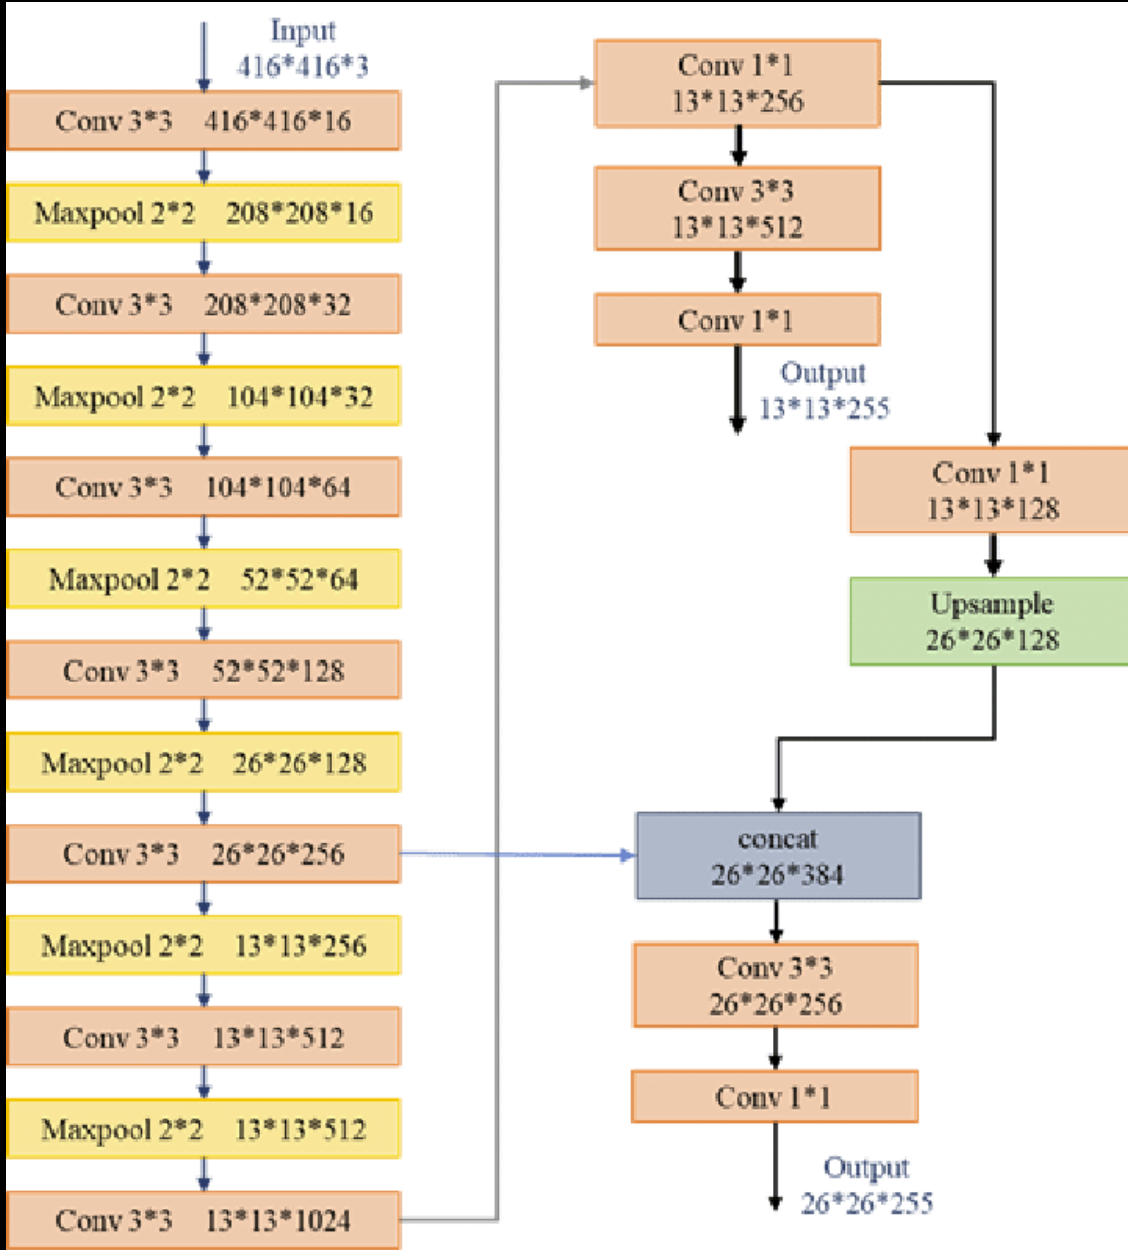 Input
416*416*3
Conv 3*3 416*416*16
Maxpool 2*2 208*208*16
Conv 3*3 208*208*32
Maxpool 2*2 104*104*32
Conv 3*3 104*104*64
Maxpool 2*2 52*52*64
Conv 3*3 52*52*128
Maxpool 2*2 26*26*128
Conv 3*3 26*26*256
Maxpool 2*2 13*13*256
Conv 3*3 13*13*512
Maxpool 2*2 13*13*512
Conv 3*3 13*13*1024
Conv 1*1
13*13*256
Conv 3*3
13*13*512
Conv 1*1
Output
13*13*255
Conv 1*1
13*13*128
Upsample
26*26*128
concat
26*26*384
Conv 3*3
26*26*256
Conv 1*1
Output
26*26*255